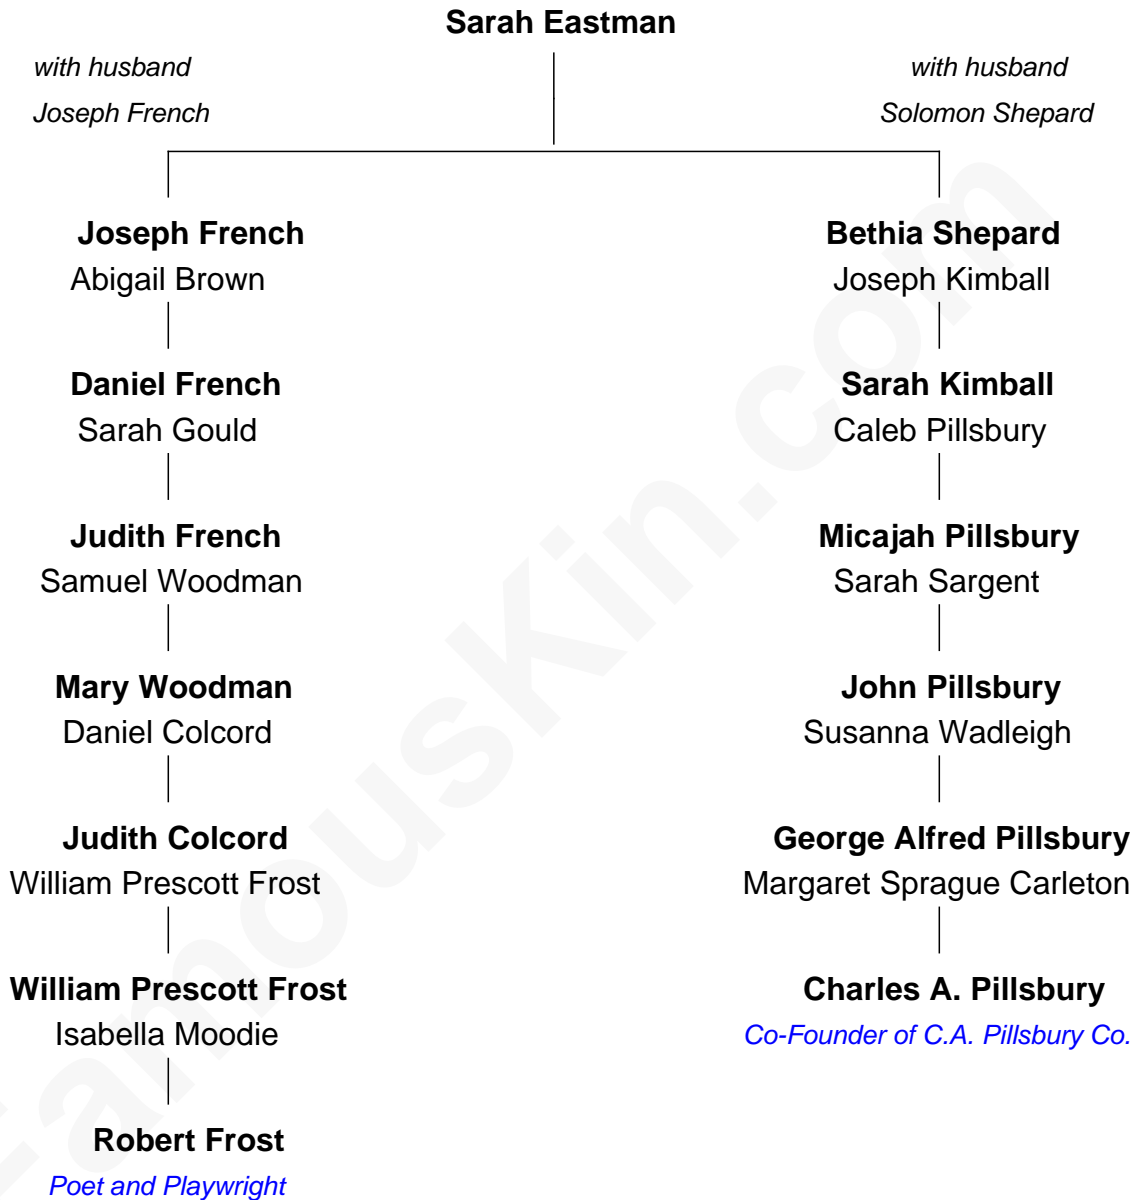 Sarah Eastman
with husband
Joseph French
with husband
Solomon Shepard
Joseph French
Abigail Brown
Bethia Shepard
Joseph Kimball
Daniel French
Sarah Gould
Sarah Kimball
Caleb Pillsbury
Judith French
Samuel Woodman
Micajah Pillsbury
Sarah Sargent
Mary Woodman
Daniel Colcord
John Pillsbury
Susanna Wadleigh
Judith Colcord
William Prescott Frost
George Alfred Pillsbury
Margaret Sprague Carleton
William Prescott Frost
Isabella Moodie
Charles A. Pillsbury
Co-Founder of C.A. Pillsbury Co.
Robert Frost
Poet and Playwright
FamousKin.com